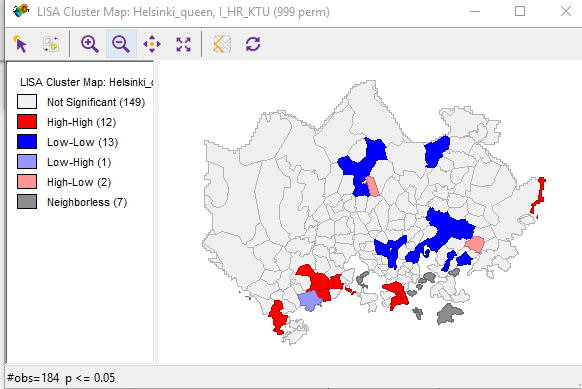 LISA Cluster Map: Helsinki_queen, I_HR_KTU (999 perm)
LISA Cluster Map: Helsinki_q
Not Significant (149)
High-High (12)
Low-Low (13)
Low-High (1)
High-Low (2)
Neighborless (7)
#obs=184 p <= 0.05